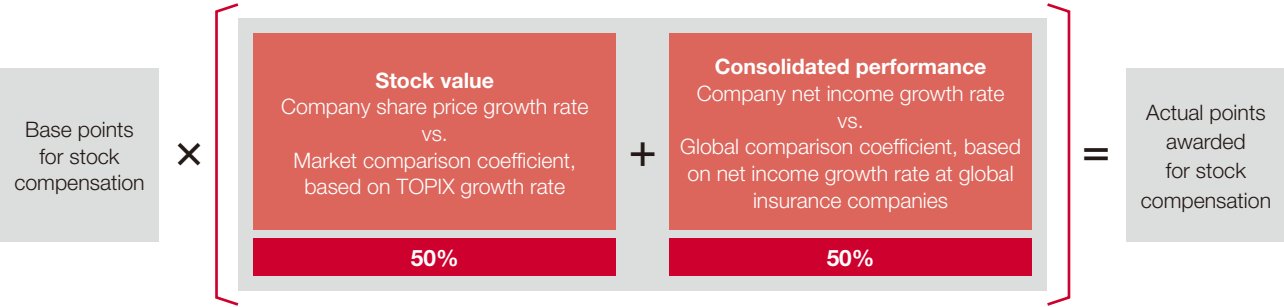 Base points
for stock
compensation
×
Stock value
Company share price growth rate
vs.
Market comparison coefficient,
based on TOPIX growth rate
50%
+
Consolidated performance
Company net income growth rate
vs.
Global comparison coefficient, based
on net income growth rate at global
insurance companies
50%
=
Actual points
awarded
for stock
compensation